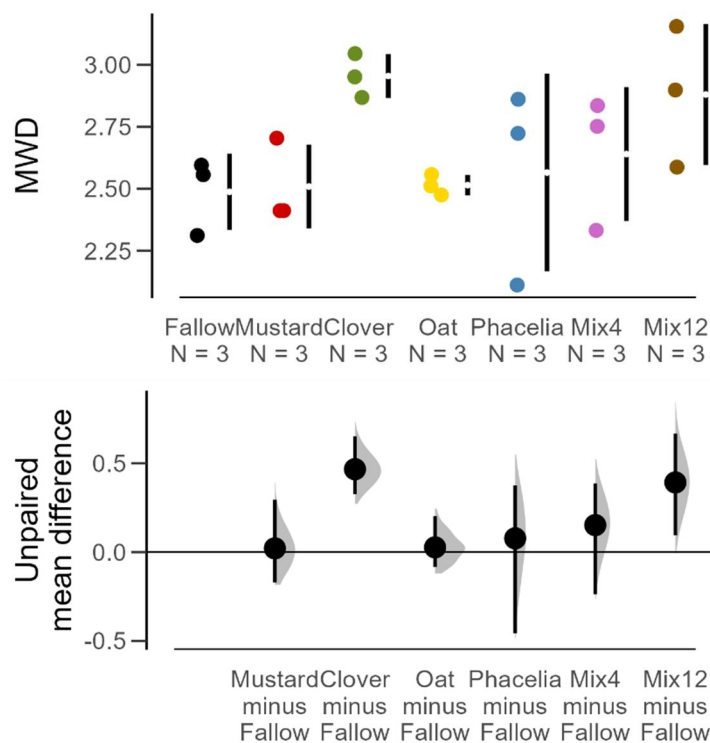 MWD
3.00
2.75
2.50
2.25
Fallow Mustard Clover Oat Phacelia Mix4 Mix12
N = 3 N = 3 N = 3 N = 3 N = 3 N = 3 N = 3
Unpaired
mean difference
0.5
0.0
-0.5
Mustard Clover Oat Phacelia Mix4 Mix12
minus minus minus minus minus minus
Fallow Fallow Fallow Fallow Fallow Fallow